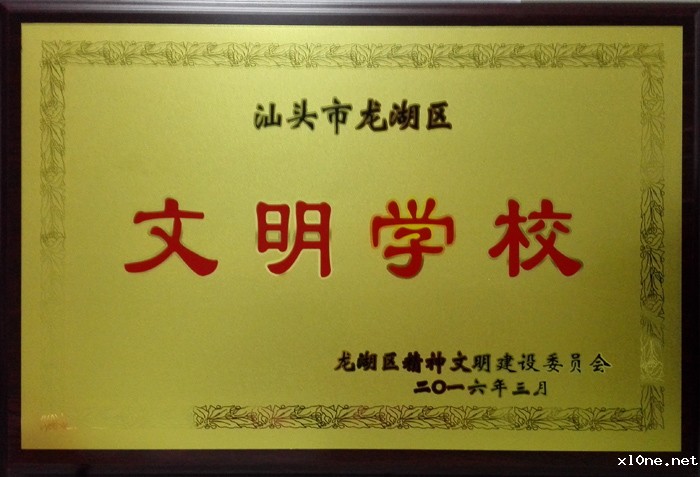 汕头市龙湖区
文明学校
龙湖区精神文明建设委员会
二〇一六年三月
xl0ne.net